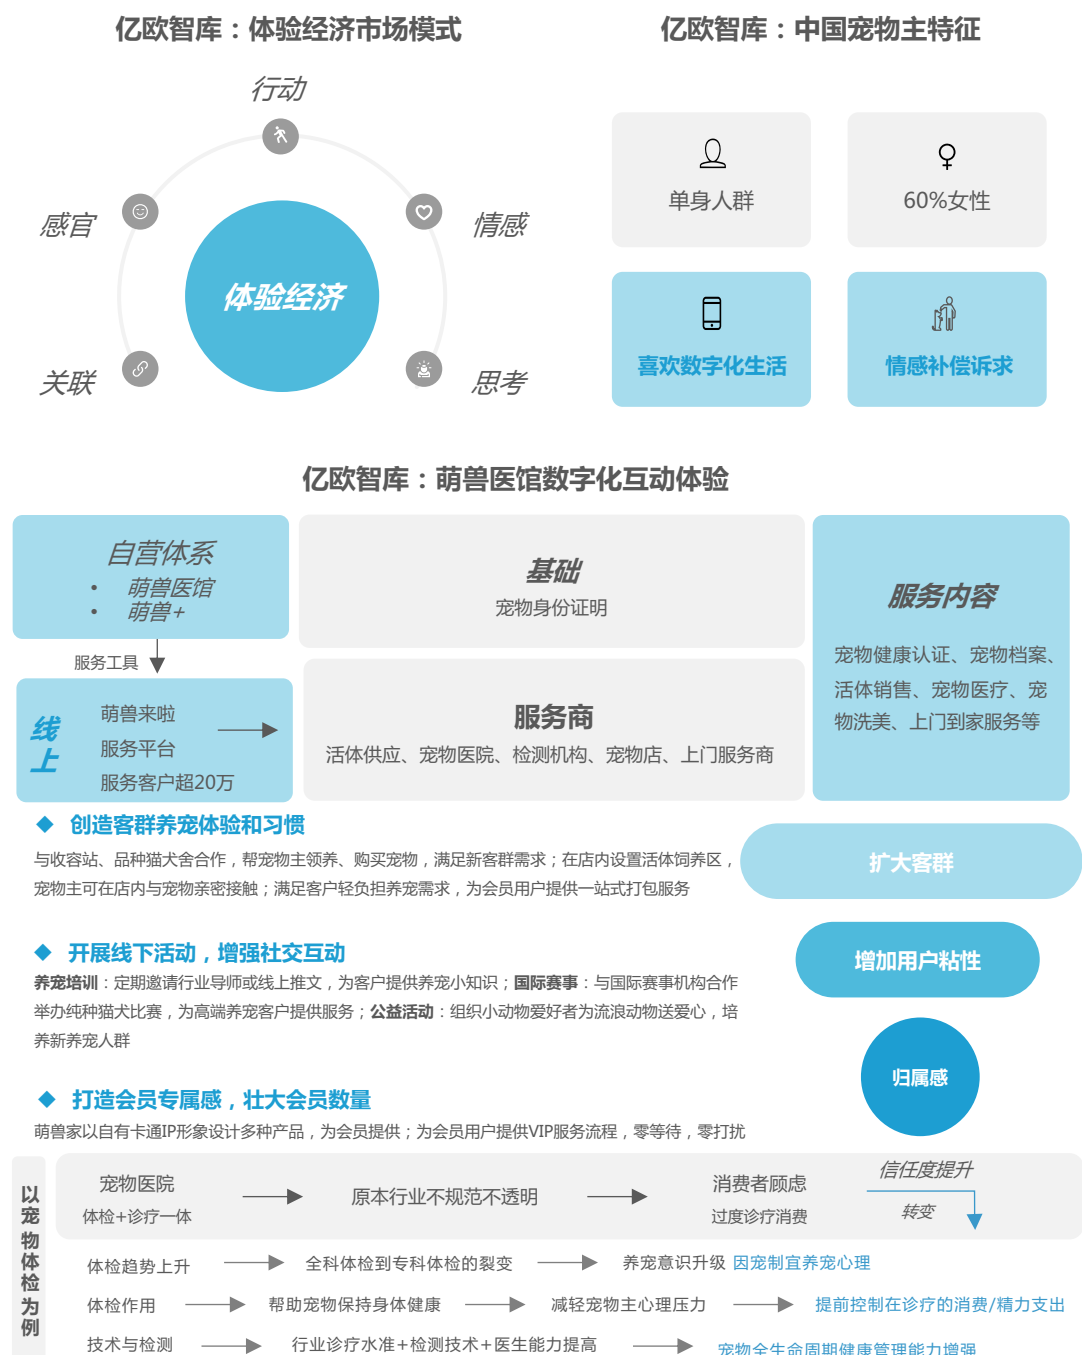 亿欧智库：体验经济市场模式
行动
感官
情感
体验经济
关联
思考
亿欧智库：中国宠物主特征
单身人群
60%女性
喜欢数字化生活
情感补偿诉求
亿欧智库：萌兽医馆数字化互动体验
自营体系
• 萌兽医馆
• 萌兽+
服务工具
线上
萌兽来啦
服务平台
服务客户超20万
基础
宠物身份证明
服务商
活体供应、宠物医院、检测机构、宠物店、上门服务商
服务内容
宠物健康认证、宠物档案、
活体销售、宠物医疗、宠
物洗美、上门到家服务等
◆ 创造客群养宠体验和习惯
与收容站、品种猫犬舍合作，帮宠物主领养、购买宠物，满足新客群需求；在店内设置活体饲养区，
宠物主可在店内与宠物亲密接触；满足客户轻负担养宠需求，为会员用户提供一站式打包服务
扩大客群
◆ 开展线下活动，增强社交互动
养宠培训：定期邀请行业导师或线上推文，为客户提供养宠小知识；国际赛事：与国际赛事机构合作
举办纯种猫犬比赛，为高端养宠客户提供服务；公益活动：组织小动物爱好者为流浪动物送爱心，培
养新养宠人群
增加用户粘性
归属感
◆ 打造会员专属感，壮大会员数量
萌兽家以自有卡通IP形象设计多种产品，为会员提供；为会员用户提供VIP服务流程，零等待，零打扰
以宠物体检为例
宠物医院
体检+诊疗一体
原本行业不规范不透明
消费者顾虑
过度诊疗消费
信任度提升
转变
体检趋势上升
全科体检到专科体检的裂变
养宠意识升级 因宠制宜养宠心理
体检作用
帮助宠物保持身体健康
减轻宠物主心理压力
提前控制在诊疗的消费/精力支出
技术与检测
行业诊疗水准+检测技术+医生能力提高
宠物全生命周期健康管理能力增强